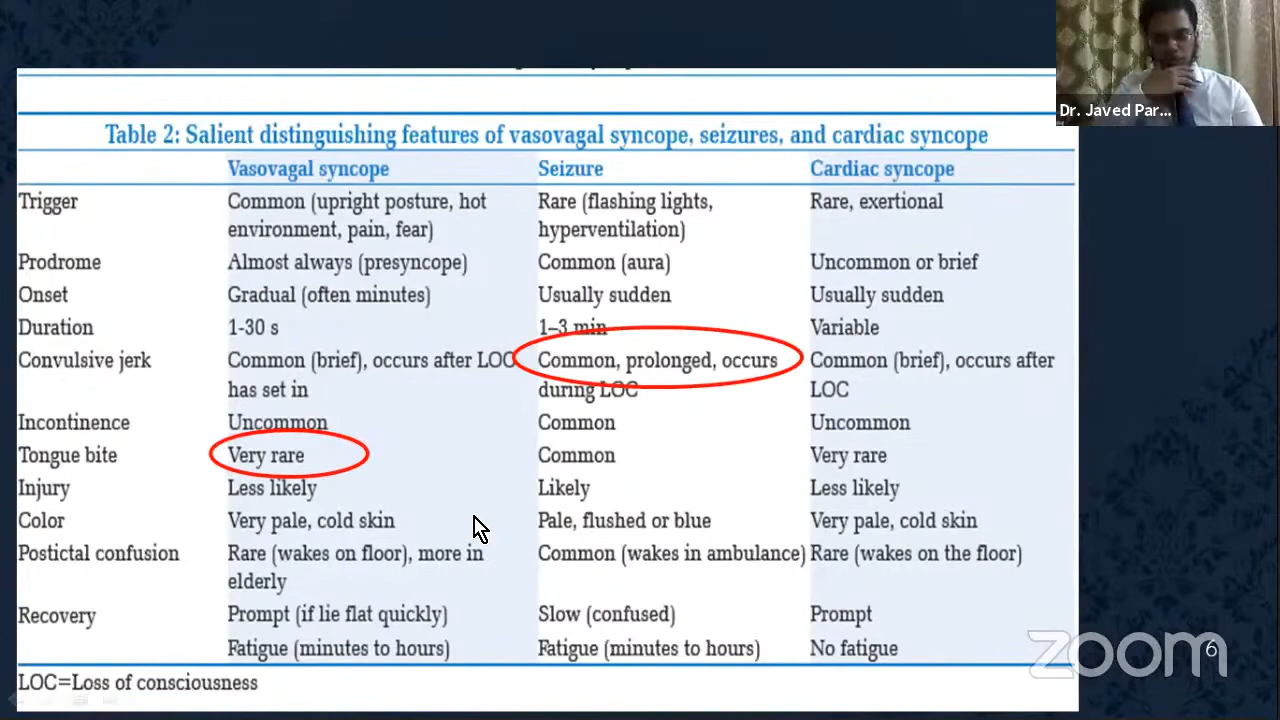 Dr. Javed Par...
Table 2: Salient distinguishing features of vasovagal syncope, seizures, and cardiac syncope
Vasovagal syncope Seizure Cardiac syncope
Trigger Common (upright posture, hot Rare (flashing lights, Rare, exertional
environment, pain, fear) hyperventilation)
Prodrome Almost always (presyncope) Common (aura) Uncommon or brief
Onset Gradual (often minutes) Usually sudden Usually sudden
Duration 1-30 s 1–3 min Variable
Convulsive jerk Common (brief), occurs after LOC Common, prolonged, occurs Common (brief), occurs after
has set in during LOC LOC
Incontinence Uncommon Common Uncommon
Tongue bite Very rare Common Very rare
Injury Less likely Likely Less likely
Color Very pale, cold skin Pale, flushed or blue Very pale, cold skin
Postictal confusion Rare (wakes on floor), more in Common (wakes in ambulance) Rare (wakes on the floor)
elderly
Recovery Prompt (if lie flat quickly) Slow (confused) Prompt
Fatigue (minutes to hours) Fatigue (minutes to hours) No fatigue
LOC=Loss of consciousness
zoom
6